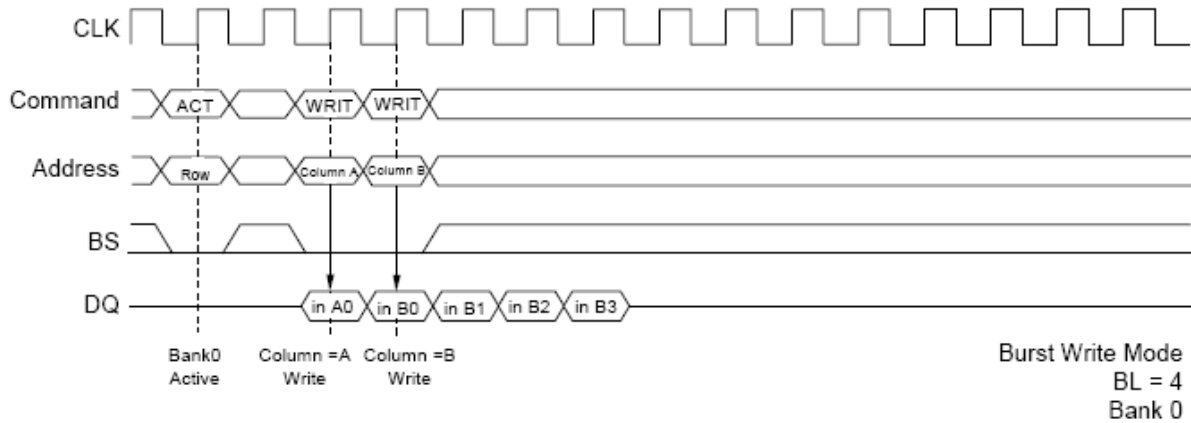 CLK
Command ACT WRIT WRIT
Address Row Column A Column B
BS
DQ in A0 in B0 in B1 in B2 in B3
Bank0 Column =A Column =B
Active Write Write
Burst Write Mode
BL = 4
Bank 0